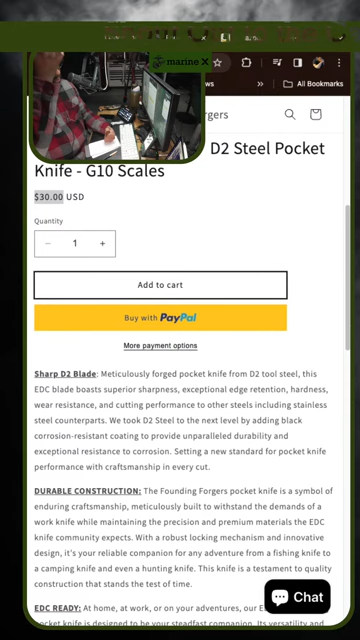 marine X
ws
All Bookmarks
rgers
D2 Steel Pocket
Knife - G10 Scales
$30.00 USD
Quantity
− 1 +
Add to cart
Buy with PayPal
More payment options
Sharp D2 Blade: Meticulously forged pocket knife from D2 tool steel, this
EDC blade boasts superior sharpness, exceptional edge retention, hardness,
wear resistance, and cutting performance to other steels including stainless
steel counterparts. We took D2 Steel to the next level by adding black
corrosion-resistant coating to provide unparalleled durability and
exceptional resistance to corrosion. Setting a new standard for pocket knife
performance with craftsmanship in every cut.
DURABLE CONSTRUCTION: The Founding Forgers pocket knife is a symbol of
enduring craftsmanship, meticulously built to withstand the demands of a
work knife while maintaining the precision and premium materials the EDC
knife community expects. With a robust locking mechanism and innovative
design, it's your reliable companion for any adventure from a fishing knife to
a camping knife and even a hunting knife. This knife is a testament to quality
construction that stands the test of time.
Chat
EDC READY: At home, at work, or on your adventures, our E
pocket knife is designed to be your steadfast companion. Its versatility and